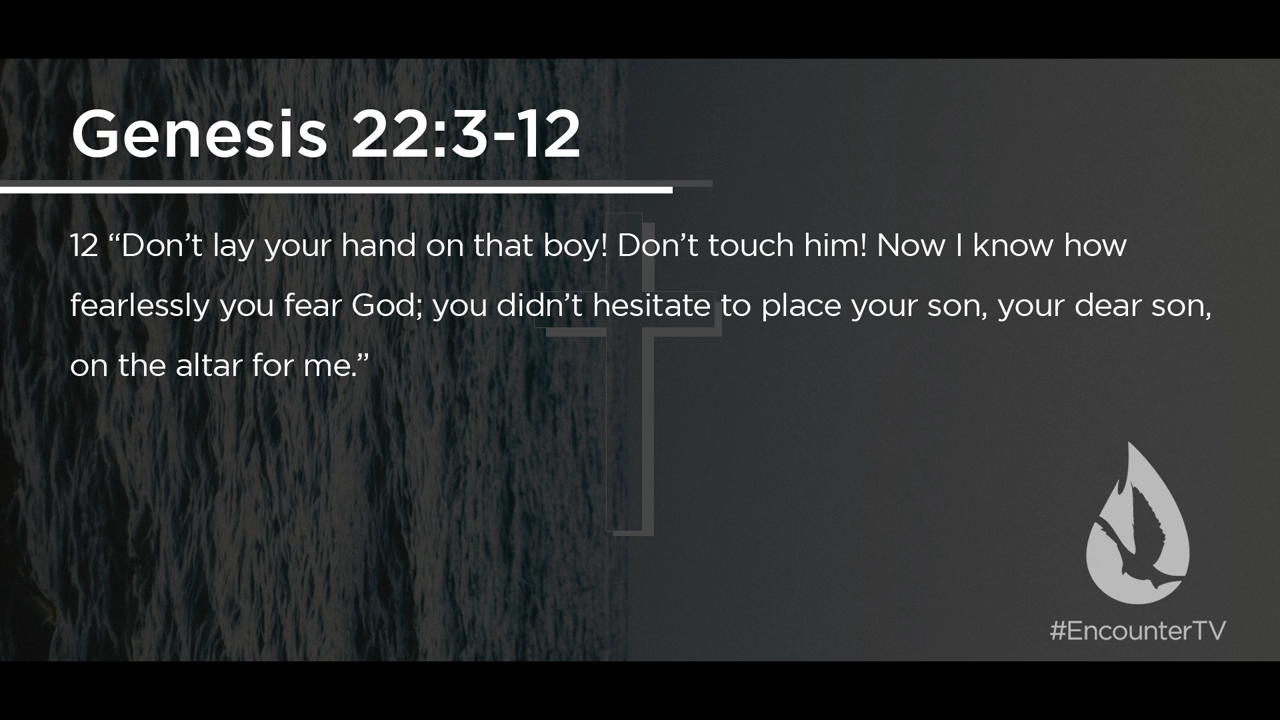 Genesis 22:3-12
12 “Don’t lay your hand on that boy! Don’t touch him! Now I know how
fearlessly you fear God; you didn’t hesitate to place your son, your dear son,
on the altar for me.”
#EncounterTV